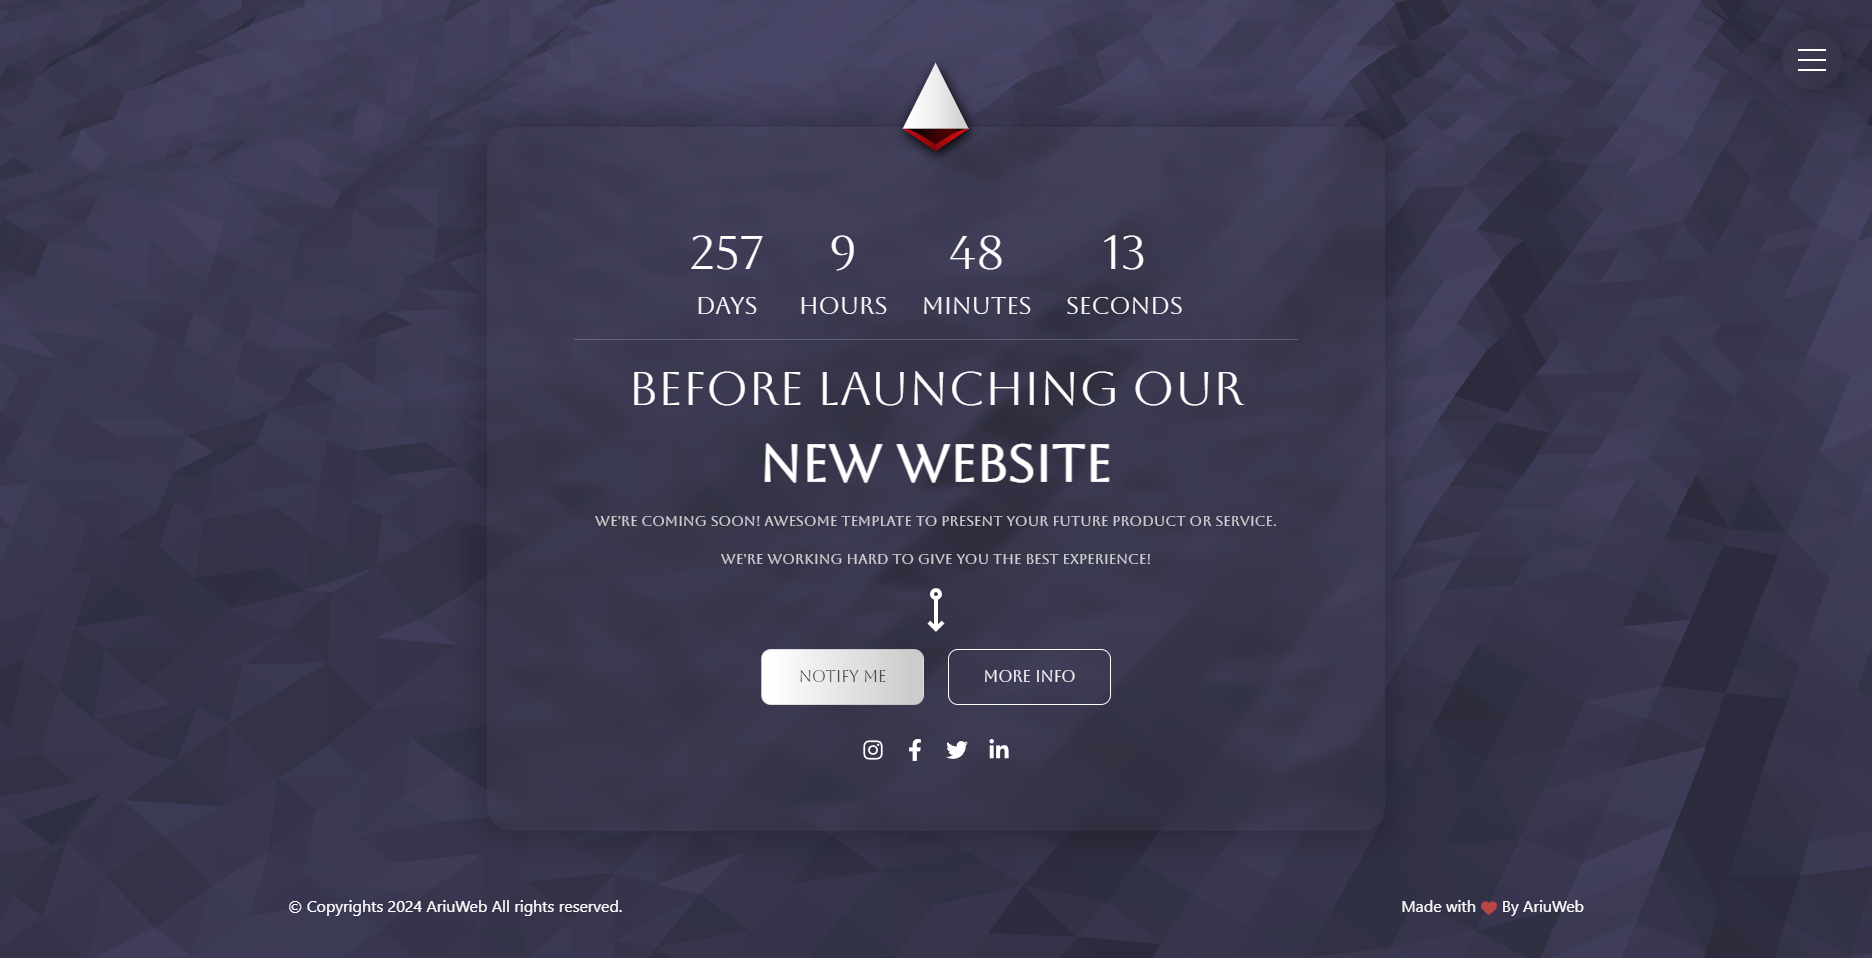 257 9 48 13
DAYS HOURS MINUTES SECONDS
BEFORE LAUNCHING OUR
NEW WEBSITE
WE'RE COMING SOON! AWESOME TEMPLATE TO PRESENT YOUR FUTURE PRODUCT OR SERVICE.
WE'RE WORKING HARD TO GIVE YOU THE BEST EXPERIENCE!
NOTIFY ME MORE INFO
© Copyrights 2024 AriuWeb All rights reserved. Made with ❤ By AriuWeb